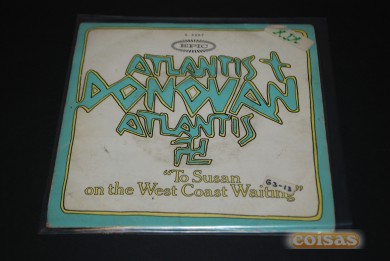 EPIC
ATLANTIS
DONOVAN
ATLANTIS
"To Susan
on the West Coast Waiting"
coisas